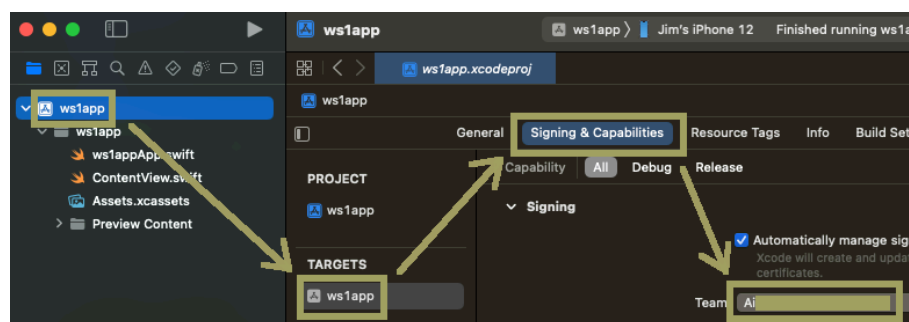 ws1app
ws1app 〉 Jim's iPhone 12 Finished running ws1a
ws1app.xcodeproj
ws1app
ws1app
ws1app
ws1appApp.swift
ContentView.swift
Assets.xcassets
Preview Content
General Signing & Capabilities Resource Tags Info Build Set
Capability All Debug Release
PROJECT
ws1app
TARGETS
ws1app
Signing
Automatically manage sig
Xcode will create and updat
certificates.
Team Ai